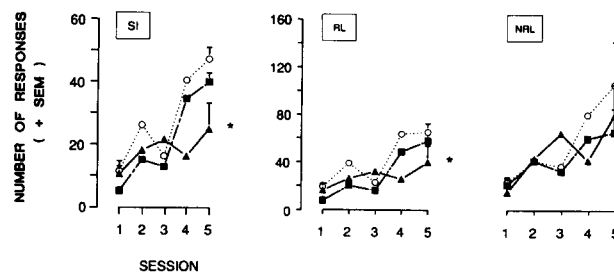 NUMBER OF RESPONSES
( + SEM )
SI
60
40
20
0
1 2 3 4 5
*
SESSION
RL
160
120
80
40
0
1 2 3 4 5
*
NRL
1 2 3 4 5